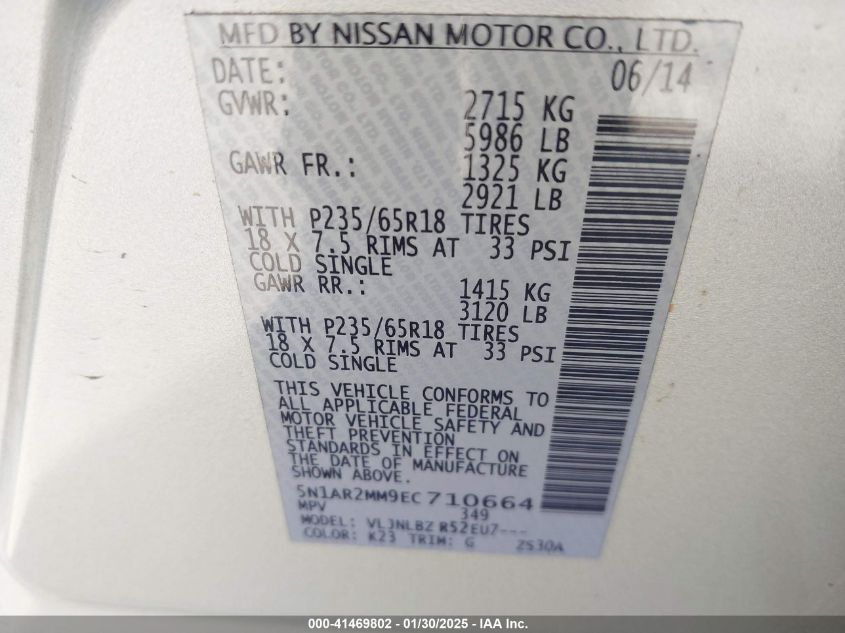 MFD BY NISSAN MOTOR CO., LTD.
DATE: 06/14
GVWR: 2715 KG
5986 LB
GAWR FR.: 1325 KG
2921 LB
WITH P235/65R18 TIRES
18 X 7.5 RIMS AT 33 PSI
COLD SINGLE
GAWR RR.: 1415 KG
3120 LB
WITH P235/65R18 TIRES
18 X 7.5 RIMS AT 33 PSI
COLD SINGLE
THIS VEHICLE CONFORMS TO
ALL APPLICABLE FEDERAL
MOTOR VEHICLE SAFETY AND
THEFT PREVENTION
STANDARDS IN EFFECT ON
THE DATE OF MANUFACTURE
SHOWN ABOVE.
5N1AR2MM9EC710664
MPV 349
MODEL: VLJNLBZ R52EU7---
COLOR: K23 TRIM: G ZS30A
000-41469802 - 01/30/2025 - IAA Inc.